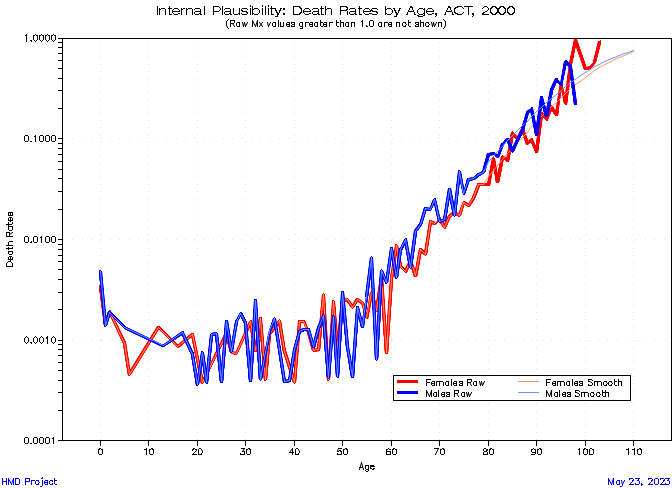 Internal Plausibility: Death Rates by Age, ACT, 2000
(Raw Mx values greater than 1.0 are not shown)
1.0000
0.1000
0.0100
0.0010
0.0001
Death Rates
0 10 20 30 40 50 60 70 80 90 100 110
Age
Females Raw Females Smooth
Males Raw Males Smooth
HMD Project May 23, 2023